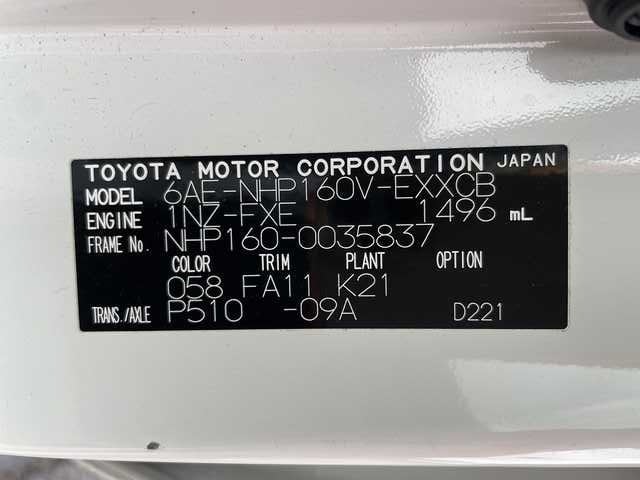 TOYOTA MOTOR CORPORATION JAPAN
MODEL 6AE-NHP160V-EXXCB
ENGINE 1NZ-FXE 1496 mL
FRAME No. NHP160-0035837
COLOR TRIM PLANT OPTION
058 FA11 K21
TRANS./AXLE P510 -09A D221